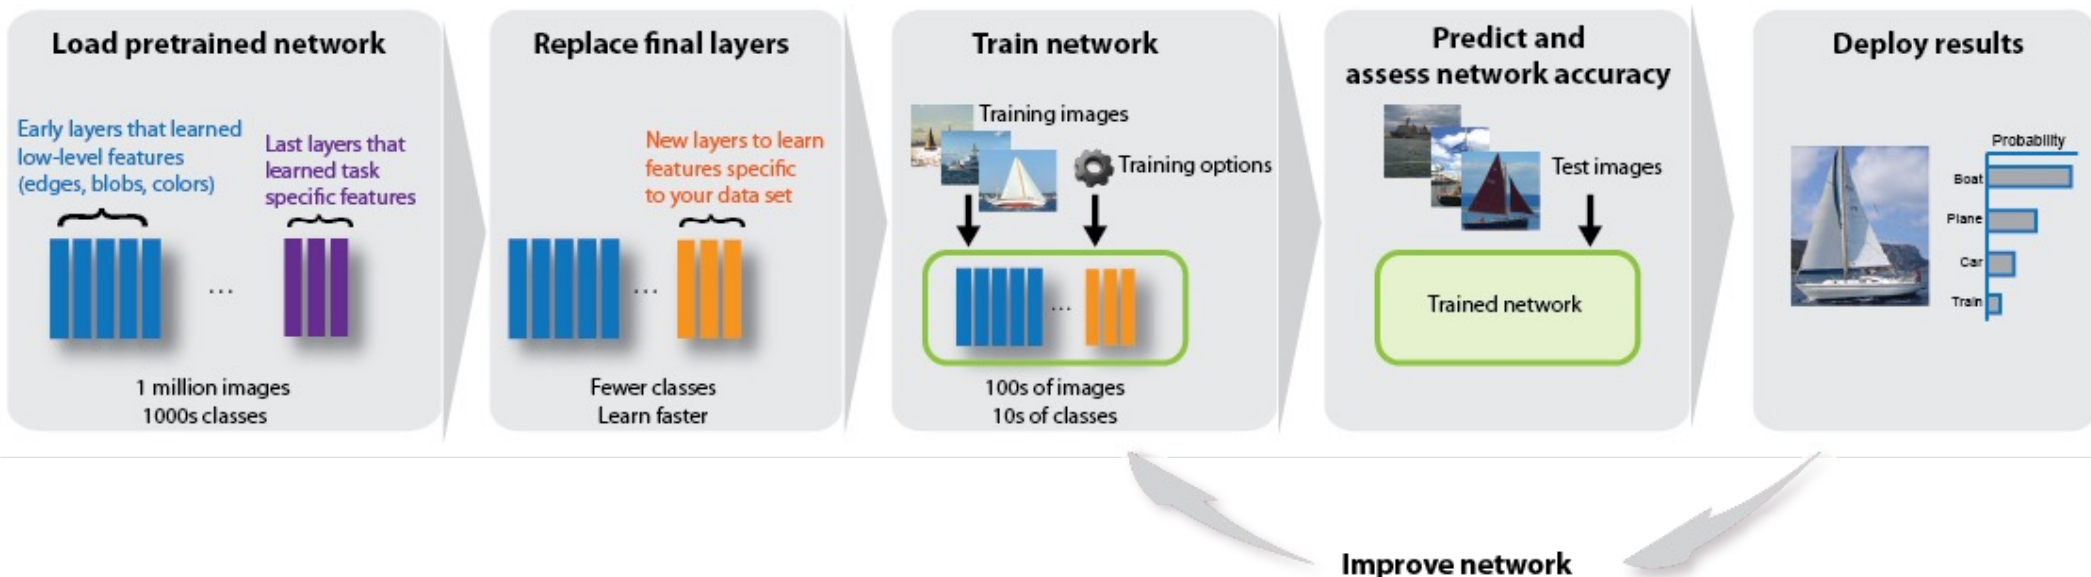 Load pretrained network
Early layers that learned
low-level features
(edges, blobs, colors)
Last layers that
learned task
specific features
...
1 million images
1000s classes
Replace final layers
New layers to learn
features specific
to your data set
...
Fewer classes
Learn faster
Train network
Training images
Training options
...
100s of images
10s of classes
Predict and
assess network accuracy
Test images
Trained network
Deploy results
Probability
Boat
Plane
Car
Train
Improve network